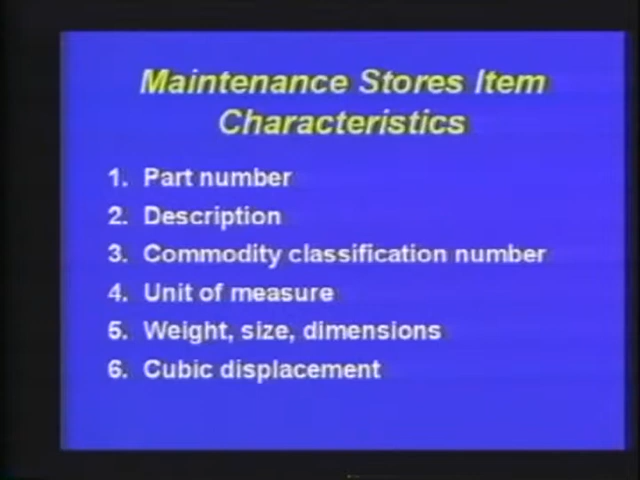 Maintenance Stores Item
Characteristics
1. Part number
2. Description
3. Commodity classification number
4. Unit of measure
5. Weight, size, dimensions
6. Cubic displacement